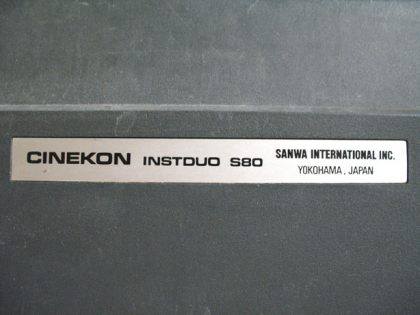 CINEKON INSTDUO S80 SANWA INTERNATIONAL INC.
YOKOHAMA, JAPAN